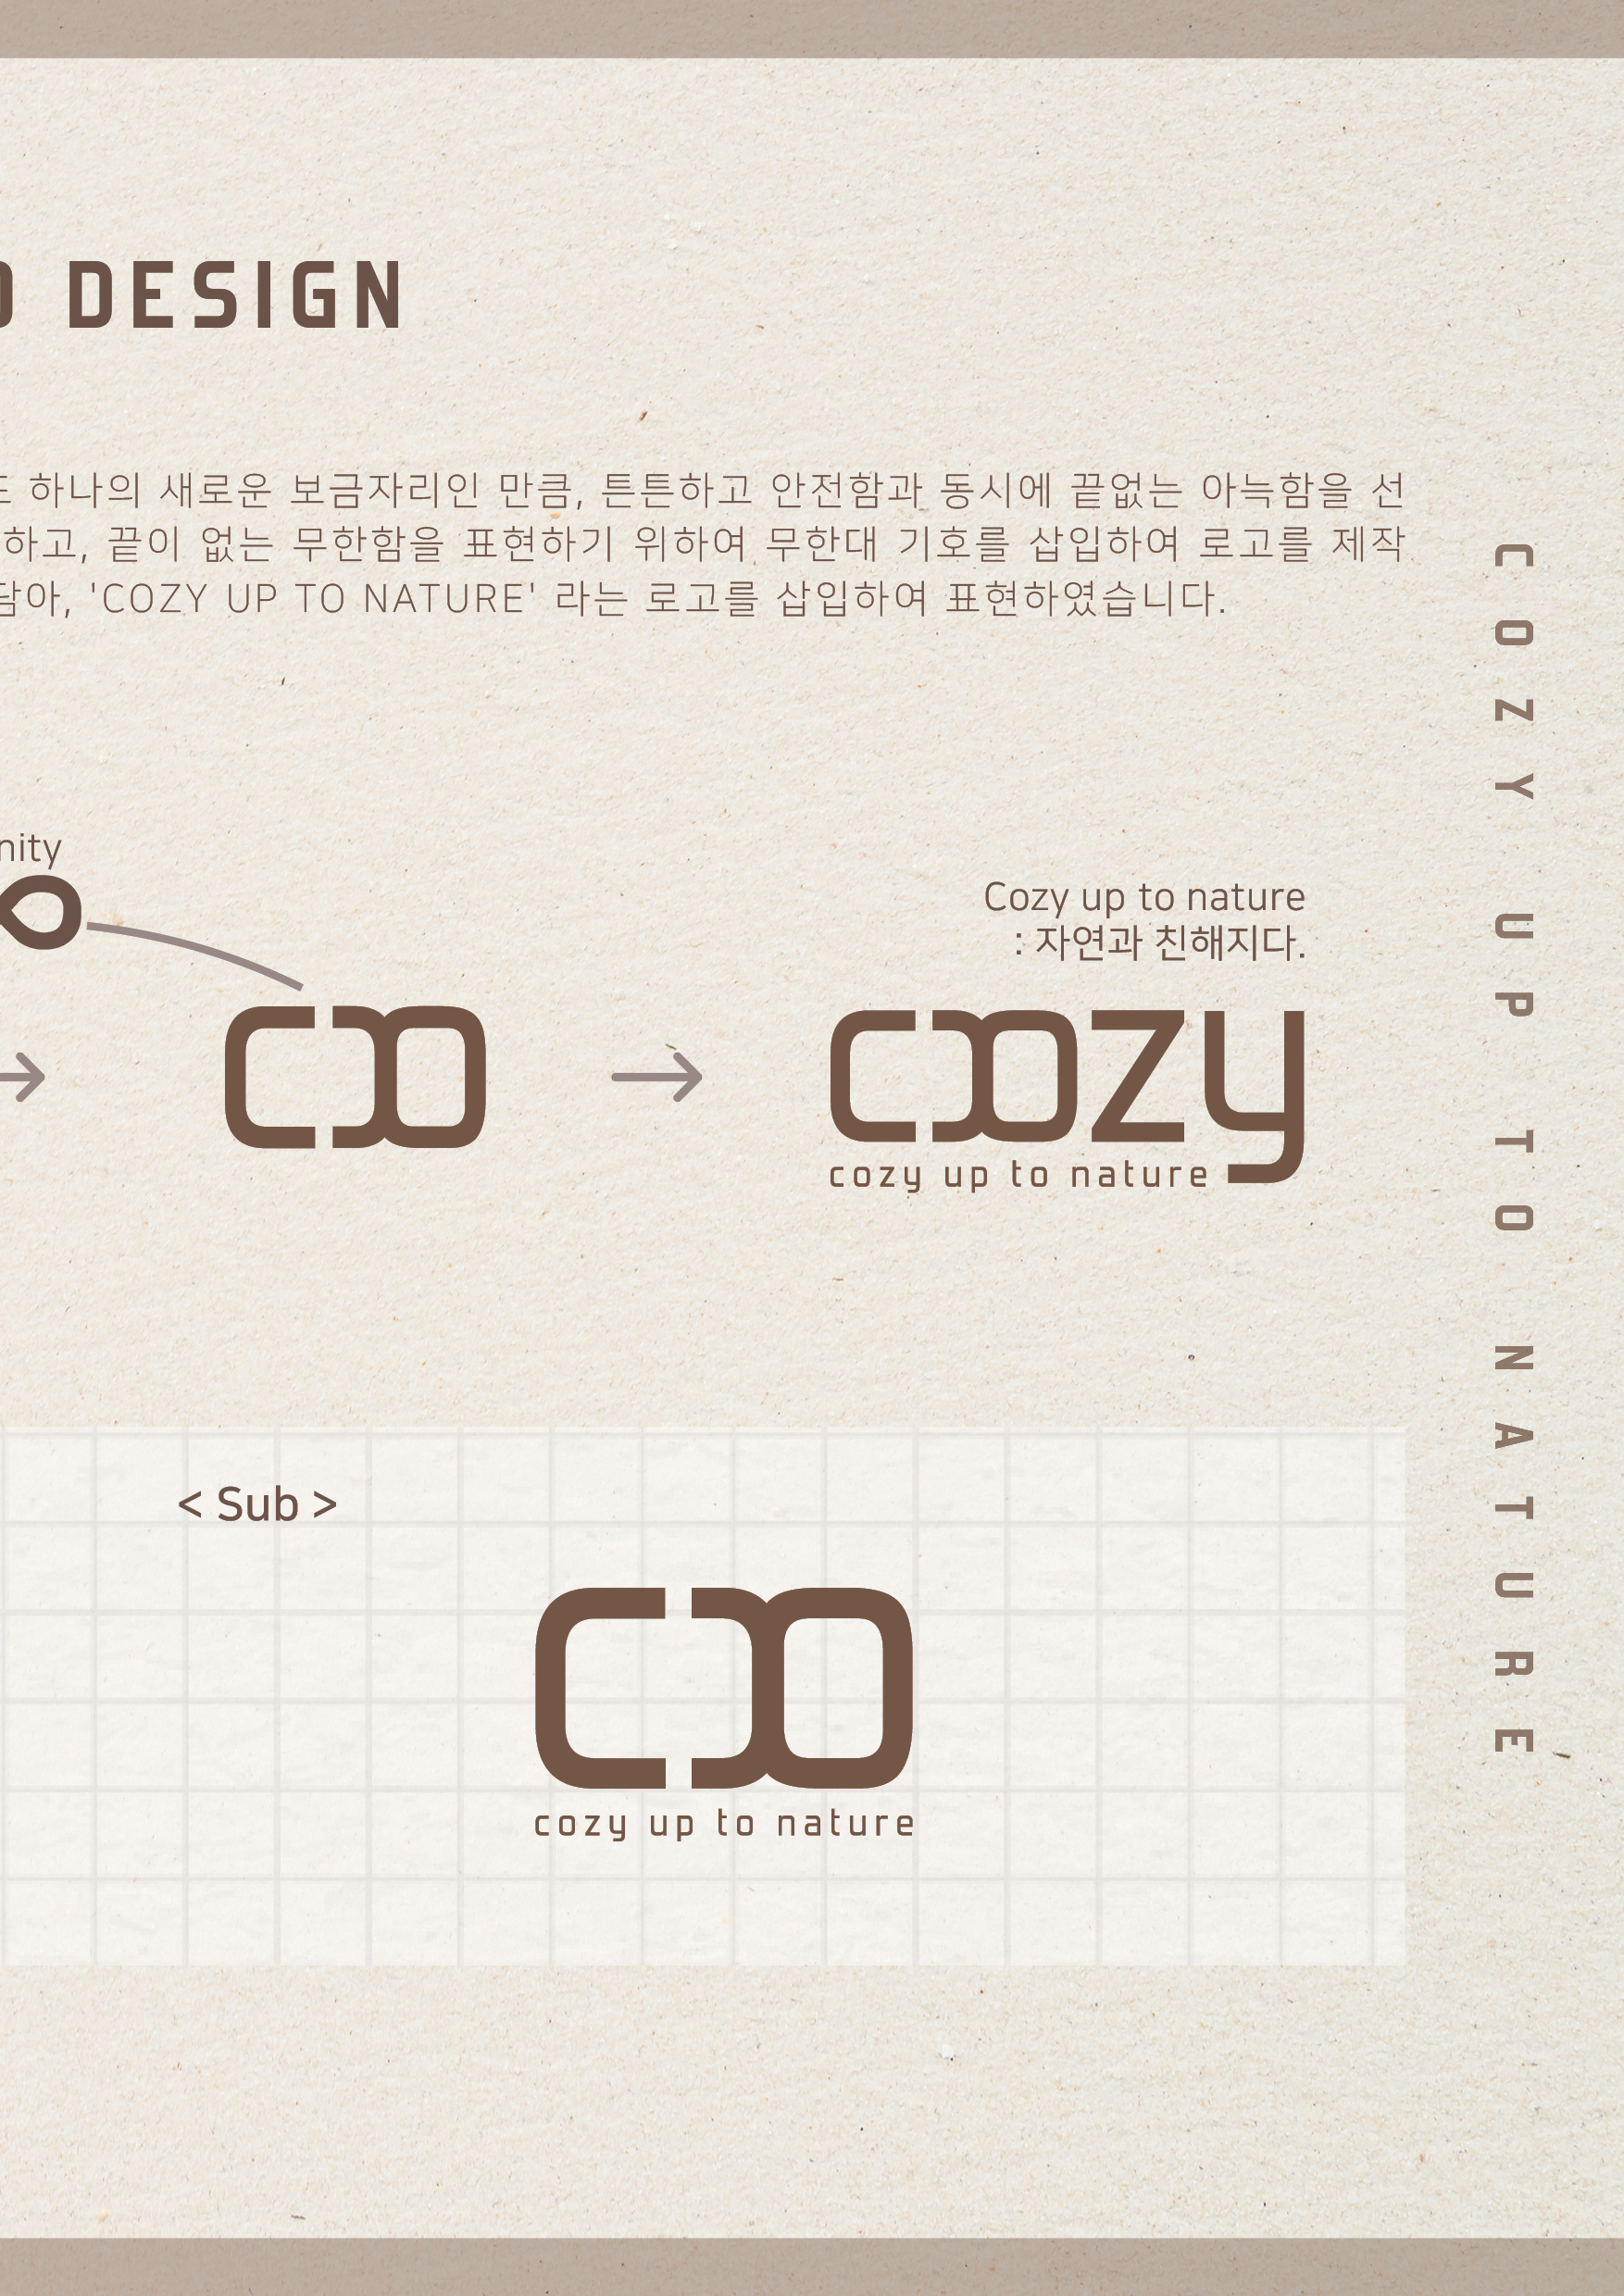 DESIGN
하나의 새로운 보금자리인 만큼, 튼튼하고 안전함과 동시에 끝없는 아늑함을 선
하고, 끝이 없는 무한함을 표현하기 위하여 무한대 기호를 삽입하여 로고를 제작
담아, 'COZY UP TO NATURE' 라는 로고를 삽입하여 표현하였습니다.
nity
Cozy up to nature
: 자연과 친해지다.
co
cozy
cozy up to nature
< Sub >
co
cozy up to nature
COZY UP TO NATURE